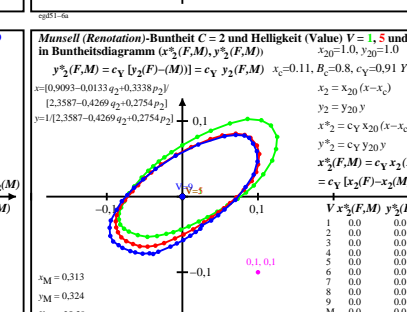 egd51-6a
Munsell (Renotation)-Buntheit C = 2 und Helligkeit (Value) V = 1, 5 und
in Buntheitsdiagramm (x*2(F,M), y*2(F,M))
x20=1.0, y20=1.0
y*2(F,M) = cY [y2(F)-(M))] = cY y2(F,M)
xc=0.11, Bc=0.8, cY=0,91 Y
x=[0,9093−0,0133 q2+0,3338 p2]/
[2,3587−0,4269 q2+0,2754 p2]
y=1/[2,3587−0,4269 q2+0,2754 p2]
x2 = x20 (x−xc)
y2 = y20 y
x*2 = cY x20 (x−xc
y*2 = cY y20 y
x*2(F,M) = cY x2(
= cY [x2(F)−x2(M
0,1
V=9
V=5
−0,1
0,1
−0,1
0,1, 0,1
2(M)
M)
xM = 0,313
yM = 0,324
V x*2(F,M) y*2(F
1 0.0 0.0
2 0.0 0.0
3 0.0 0.0
4 0.0 0.0
5 0.0 0.0
6 0.0 0.0
7 0.0 0.0
8 0.0 0.0
9 0.0 0.0
M 0.0 0.0